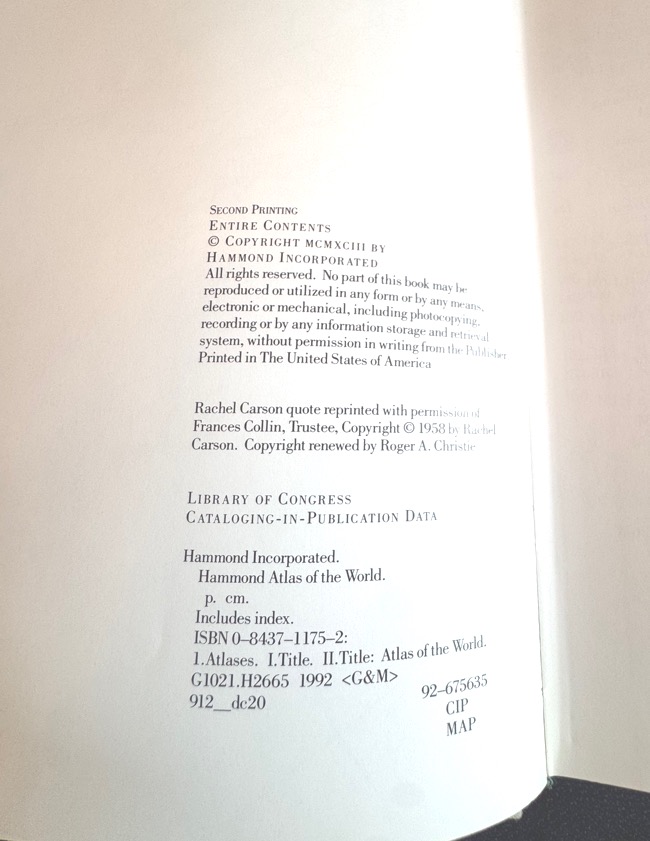 SECOND PRINTING
ENTIRE CONTENTS
© COPYRIGHT MCMXCIII BY
HAMMOND INCORPORATED
All rights reserved. No part of this book may be
reproduced or utilized in any form or by any means,
electronic or mechanical, including photocopying,
recording or by any information storage and retrieval
system, without permission in writing from the Publisher
Printed in The United States of America
Rachel Carson quote reprinted with permission of
Frances Collin, Trustee, Copyright © 1958 by Rachel
Carson. Copyright renewed by Roger A. Christie
LIBRARY OF CONGRESS
CATALOGING-IN-PUBLICATION DATA
Hammond Incorporated.
Hammond Atlas of the World.
p. cm.
Includes index.
ISBN 0–8437–1175–2:
1.Atlases. I.Title. II.Title: Atlas of the World.
G1021.H2665 1992 <G&M>
912__dc20
92–675635
CIP
MAP